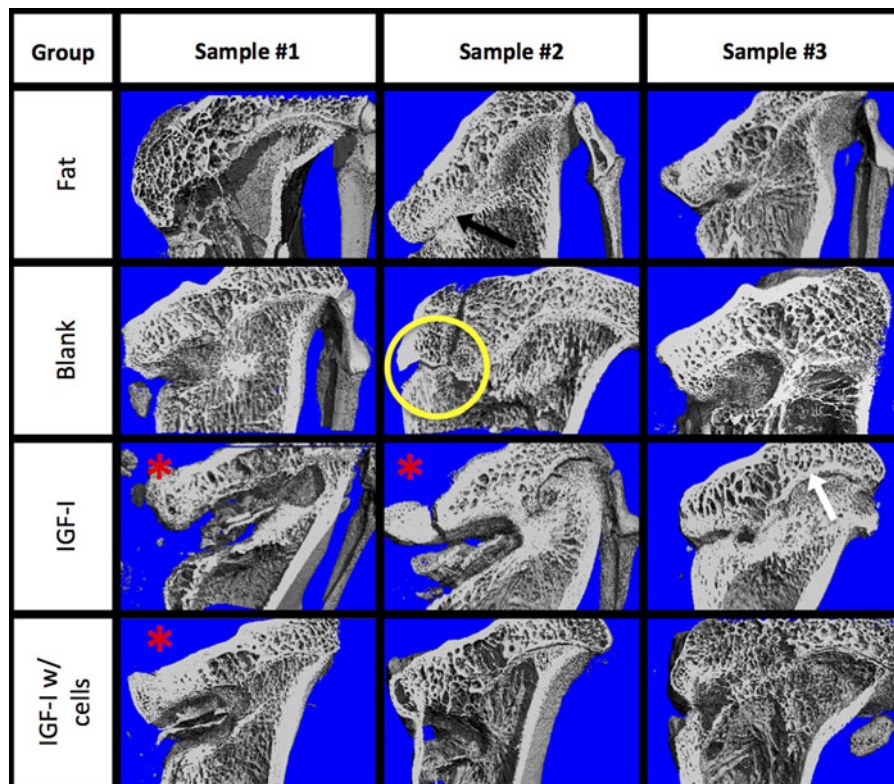 Group Sample #1 Sample #2 Sample #3
Fat
Blank
*
*
IGF-I
*
IGF-I w/
cells